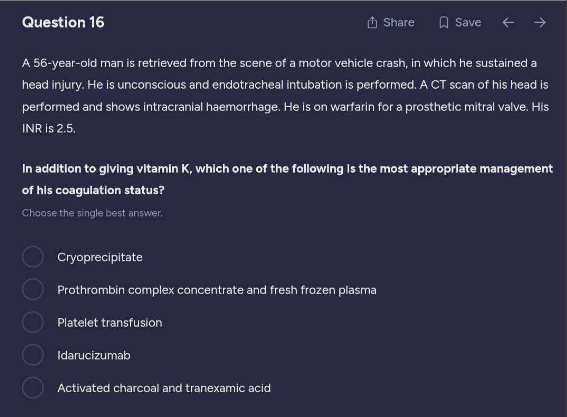 Question 16
Share
Save
A 56-year-old man is retrieved from the scene of a motor vehicle crash, in which he sustained a
head injury. He is unconscious and endotracheal intubation is performed. A CT scan of his head is
performed and shows intracranial haemorrhage. He is on warfarin for a prosthetic mitral valve. His
INR is 2.5.
In addition to giving vitamin K, which one of the following is the most appropriate management
of his coagulation status?
Choose the single best answer.
Cryoprecipitate
Prothrombin complex concentrate and fresh frozen plasma
Platelet transfusion
Idarucizumab
Activated charcoal and tranexamic acid